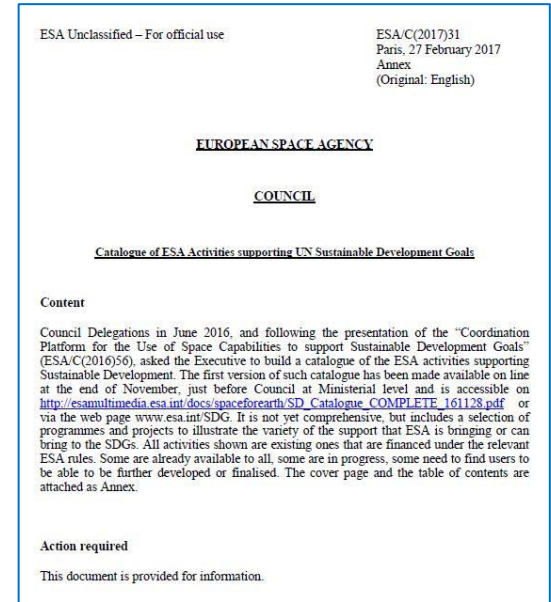 ESA Unclassified – For official use
ESA/C(2017)31
Paris, 27 February 2017
Annex
(Original: English)
EUROPEAN SPACE AGENCY
COUNCIL
Catalogue of ESA Activities supporting UN Sustainable Development Goals
Content
Council Delegations in June 2016, and following the presentation of the “Coordination
Platform for the Use of Space Capabilities to support Sustainable Development Goals”
(ESA/C(2016)56), asked the Executive to build a catalogue of the ESA activities supporting
Sustainable Development. The first version of such catalogue has been made available on line
at the end of November, just before Council at Ministerial level and is accessible on
http://esamultimedia.esa.int/docs/spaceforearth/SD_Catalogue_COMPLETE_161128.pdf or
via the web page www.esa.int/SDG. It is not yet comprehensive, but includes a selection of
programmes and projects to illustrate the variety of the support that ESA is bringing or can
bring to the SDGs. All activities shown are existing ones that are financed under the relevant
ESA rules. Some are already available to all, some are in progress, some need to find users to
be able to be further developed or finalised. The cover page and the table of contents are
attached as Annex.
Action required
This document is provided for information.